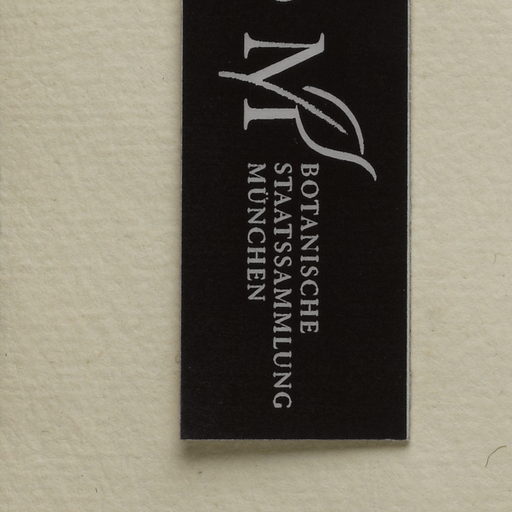 M
BOTANISCHE
STAATSSAMMLUNG
MÜNCHEN